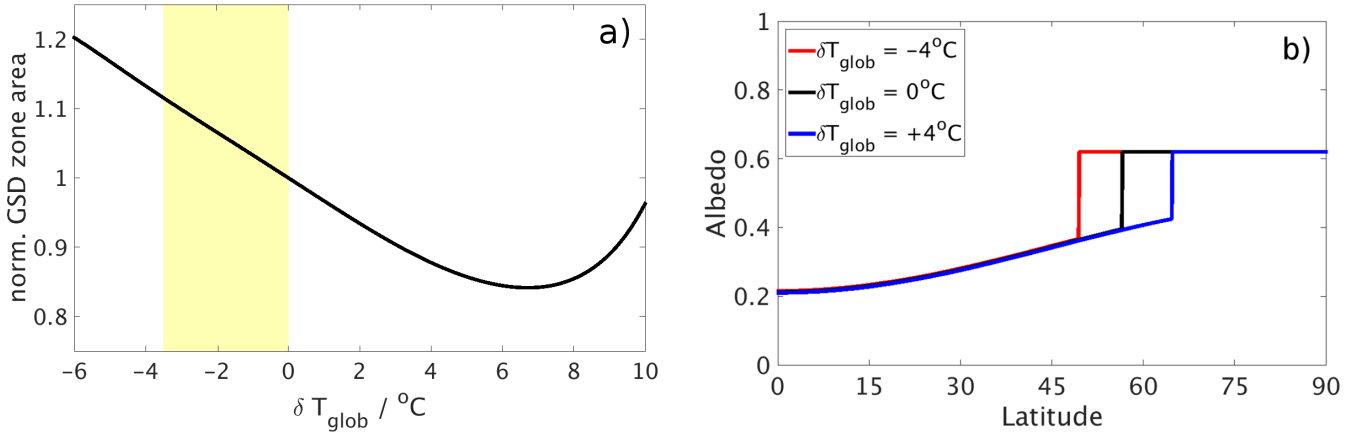 a)
norm. GSD zone area
1.2
1.1
1
0.9
0.8
−6 −4 −2 0 2 4 6 8 10
δ T_glob / °C
b)
δT_glob = −4°C
δT_glob = 0°C
δT_glob = +4°C
Albedo
1
0.8
0.6
0.4
0.2
0
0 15 30 45 60 75 90
Latitude